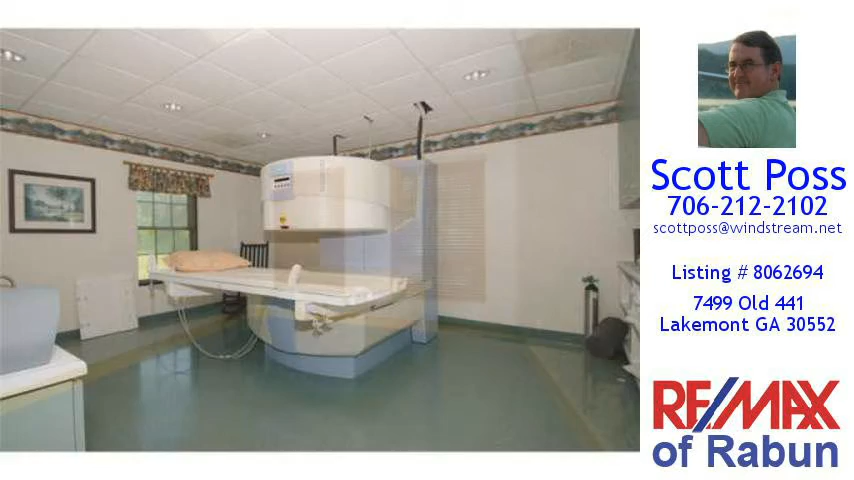 Scott Poss
706-212-2102
scottposs@windstream.net
Listing # 8062694
7499 Old 441
Lakemont GA 30552
RE/MAX
of Rabun